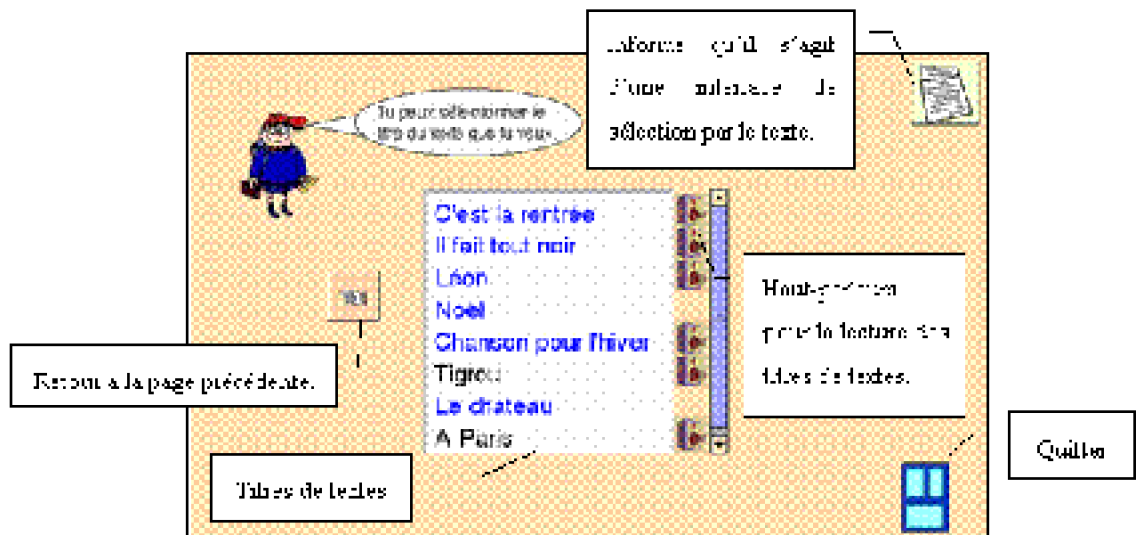 Informe qu'il s'agit
d'une interface de
sélection par le texte.
Tu peux sélectionner le
titre du texte que tu veux.
C'est la rentrée
Il fait tout noir
Léon
Noël
Chanson pour l'hiver
Tigrou
Le chateau
A Paris
Haut-parleurs
pour la lecture des
titres de textes.
Retour à la page précédente.
Titres de textes
Quitter